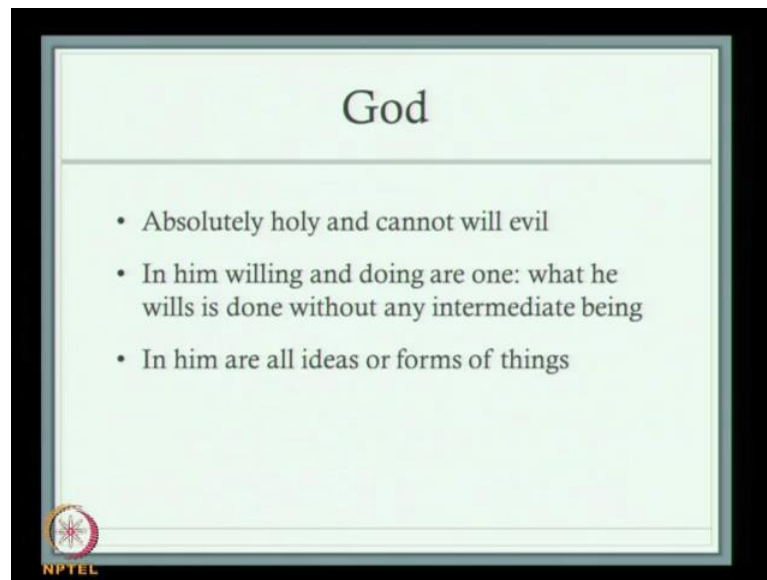 God
• Absolutely holy and cannot will evil
• In him willing and doing are one: what he
wills is done without any intermediate being
• In him are all ideas or forms of things
NPTEL